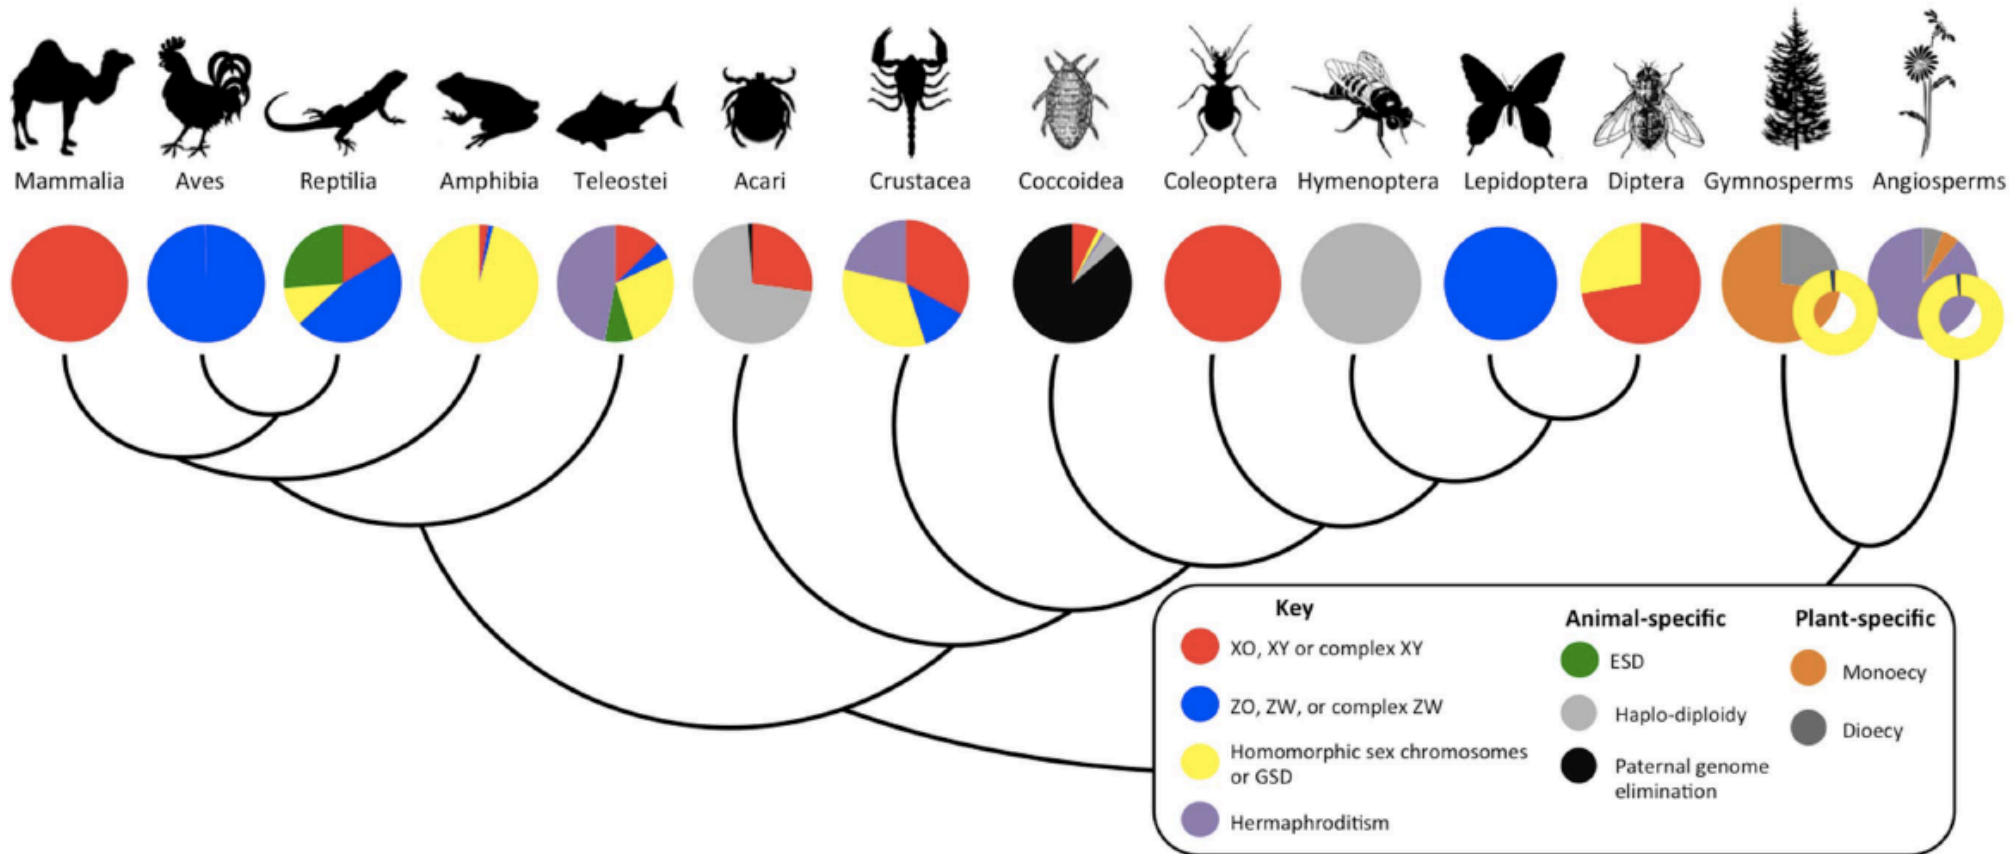 Mammalia Aves Reptilia Amphibia Teleostei Acari Crustacea Coccoidea Coleoptera Hymenoptera Lepidoptera Diptera Gymnosperms Angiosperms
Key
XO, XY or complex XY
ZO, ZW, or complex ZW
Homomorphic sex chromosomes
or GSD
Hermaphroditism
Animal-specific
ESD
Haplo-diploidy
Paternal genome
elimination
Plant-specific
Monoecy
Dioecy